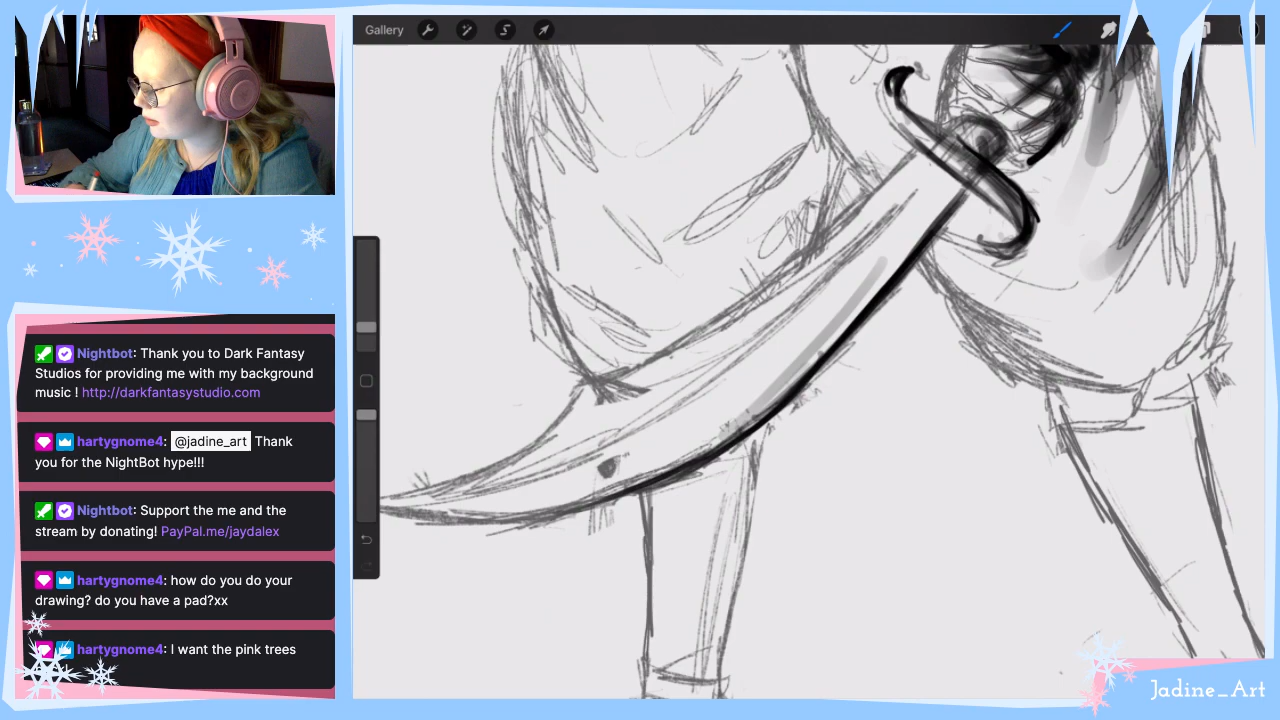 Gallery
Nightbot: Thank you to Dark Fantasy
Studios for providing me with my background
music ! http://darkfantasystudio.com
hartygnome4: @jadine_art Thank
you for the NightBot hype!!!
Nightbot: Support the me and the
stream by donating! PayPal.me/jaydalex
hartygnome4: how do you do your
drawing? do you have a pad?xx
hartygnome4: I want the pink trees
Jadine_Art